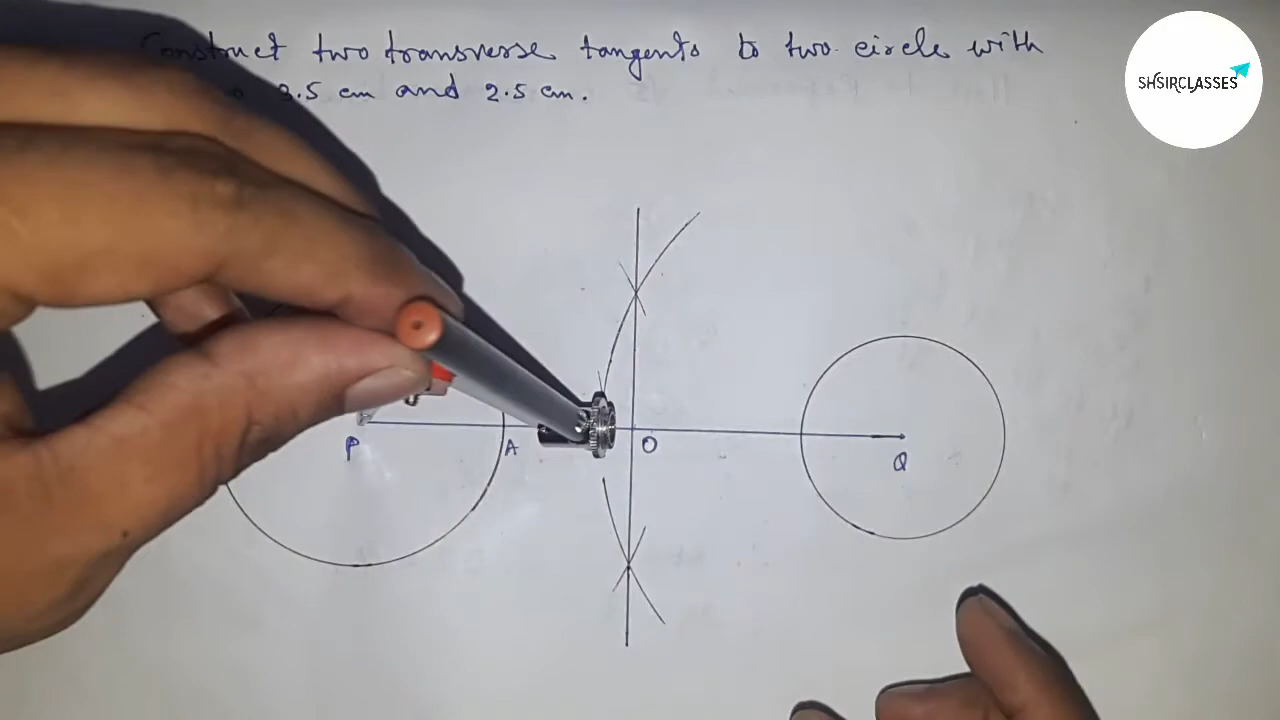 Construct two transverse tangents to two circle with
3.5 cm and 2.5 cm.
SHSIRCLASSES
P A O Q